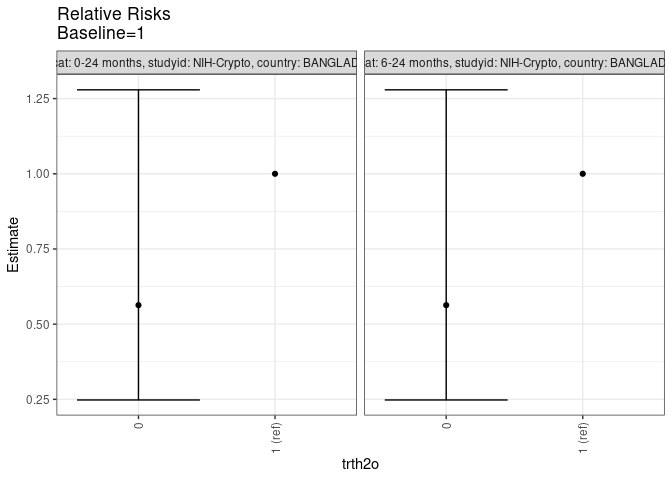 Relative Risks
Baseline=1
cat: 0-24 months, studyid: NIH-Crypto, country: BANGLAD
at: 6-24 months, studyid: NIH-Crypto, country: BANGLAD
1.25
1.00
0.75
0.50
0.25
Estimate
0
1 (ref)
0
1 (ref)
trth2o